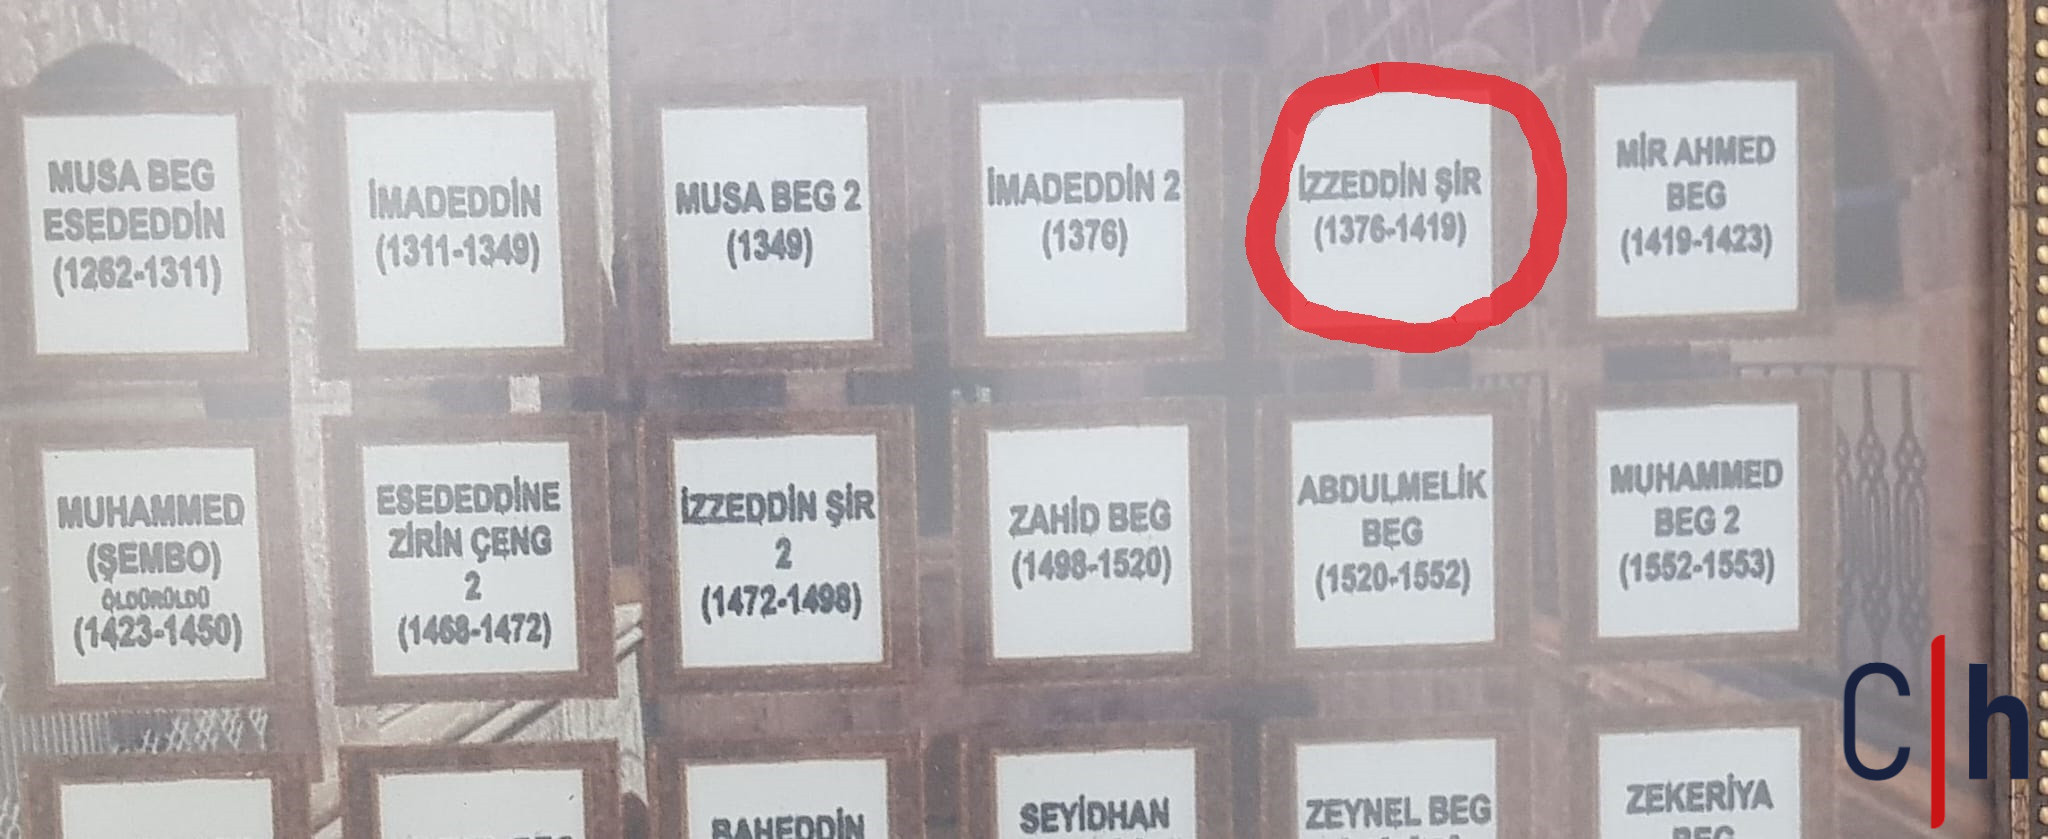 MUSA BEG
ESEDEDDİN
(1262-1311)
İMADEDDİN
(1311-1349)
MUSA BEG 2
(1349)
İMADEDDİN 2
(1376)
İZZEDDİN ŞİR
(1376-1419)
MİR AHMED
BEG
(1419-1423)
MUHAMMED
(ŞEMBO)
ÖLDÜRÜLDÜ
(1423-1450)
ESEDEDDİNE
ZİRİN ÇENG
2
(1468-1472)
İZZEDDİN ŞİR
2
(1472-1498)
ZAHİD BEG
(1498-1520)
ABDULMELİK
BEG
(1520-1552)
MUHAMMED
BEG 2
(1552-1553)
BAHEDDİN
SEYİDHAN
ZEYNEL BEG
ZEKERİYA
BEG
C|h